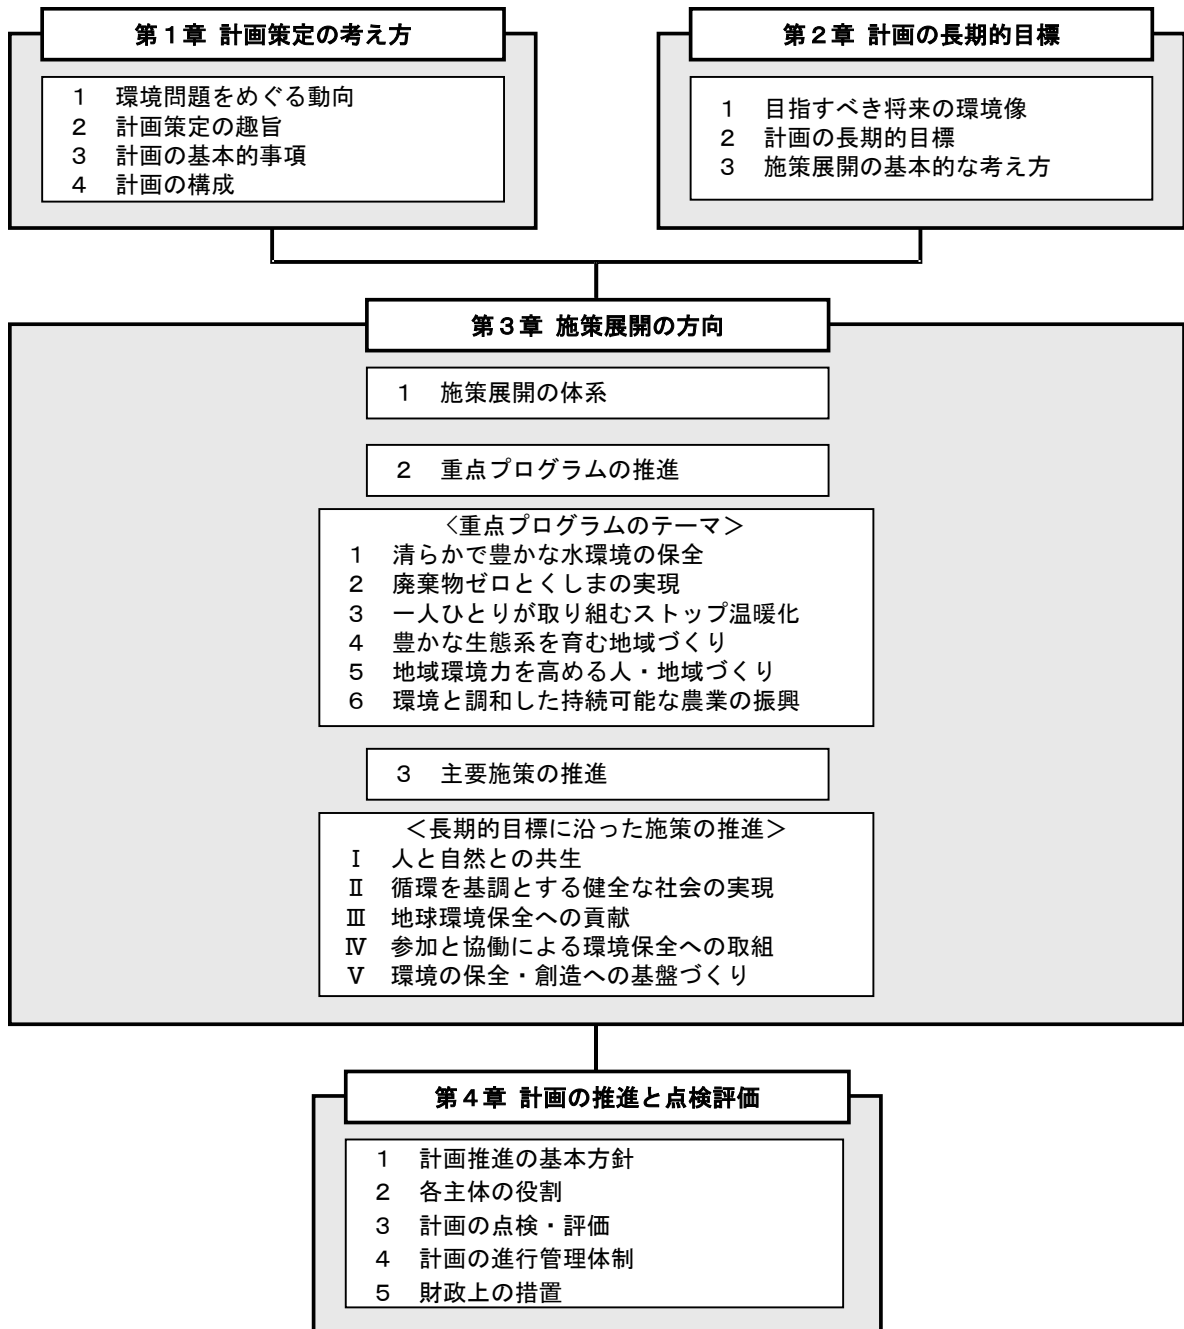 第１章 計画策定の考え方
１ 環境問題をめぐる動向
２ 計画策定の趣旨
３ 計画の基本的事項
４ 計画の構成
第２章 計画の長期的目標
１ 目指すべき将来の環境像
２ 計画の長期的目標
３ 施策展開の基本的な考え方
第３章 施策展開の方向
１ 施策展開の体系
２ 重点プログラムの推進
＜重点プログラムのテーマ＞
１ 清らかで豊かな水環境の保全
２ 廃棄物ゼロとくしまの実現
３ 一人ひとりが取り組むストップ温暖化
４ 豊かな生態系を育む地域づくり
５ 地域環境力を高める人・地域づくり
６ 環境と調和した持続可能な農業の振興
３ 主要施策の推進
＜長期的目標に沿った施策の推進＞
Ⅰ 人と自然との共生
Ⅱ 循環を基調とする健全な社会の実現
Ⅲ 地球環境保全への貢献
Ⅳ 参加と協働による環境保全への取組
Ⅴ 環境の保全・創造への基盤づくり
第４章 計画の推進と点検評価
１ 計画推進の基本方針
２ 各主体の役割
３ 計画の点検・評価
４ 計画の進行管理体制
５ 財政上の措置